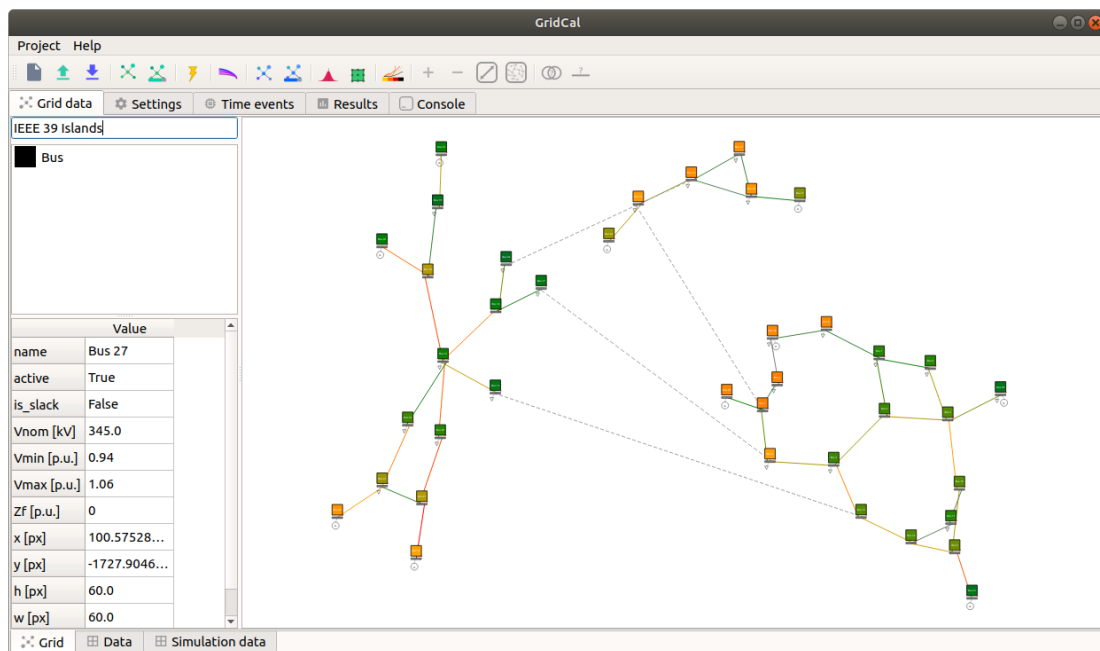 GridCal
Project Help
Grid data Settings Time events Results Console
IEEE 39 Islands
Bus
Value
name Bus 27
active True
is_slack False
Vnom [kV] 345.0
Vmin [p.u.] 0.94
Vmax [p.u.] 1.06
Zf [p.u.] 0
x [px] 100.57528...
y [px] -1727.9046...
h [px] 60.0
w [px] 60.0
Grid Data Simulation data